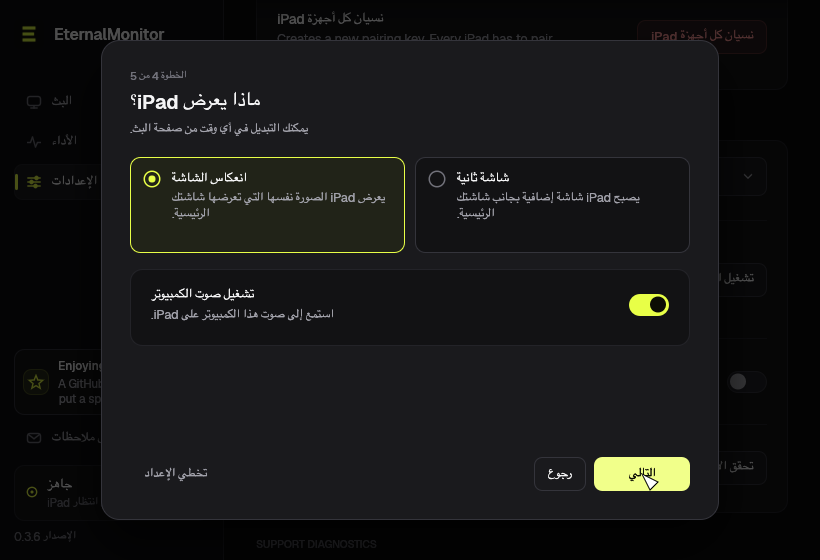 EternalMonitor
البث
الأداء
الإعدادات
Enjoying
A GitHub
put a sp
ملاحظات
جاهز
انتظار iPad
الإصدار 0.3.6
نسيان كل أجهزة iPad
Creates a new pairing key. Every iPad has to pair
نسيان كل أجهزة iPad
الخطوة 4 من 5
ماذا يعرض iPad؟
يمكنك التبديل في أي وقت من صفحة البث.
انعكاس الشاشة
يعرض iPad الصورة نفسها التي تعرضها شاشتك
الرئيسية.
شاشة ثانية
يصبح iPad شاشة إضافية بجانب شاشتك
الرئيسية.
تشغيل صوت الكمبيوتر
استمع إلى صوت هذا الكمبيوتر على iPad.
تخطي الإعداد
رجوع
التالي
تشغيل
تحقق
SUPPORT DIAGNOSTICS